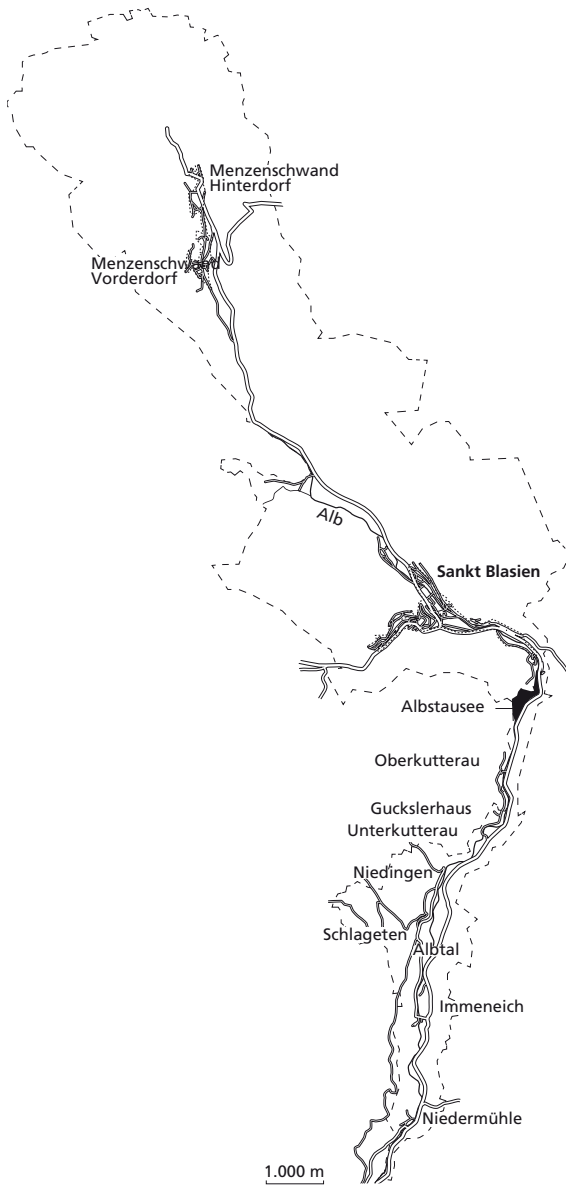 Menzenschwand
Hinterdorf
Menzenschwand
Vorderdorf
Alb
Sankt Blasien
Albstausee
Oberkutterau
Guckslerhaus
Unterkutterau
Niedingen
Schlageten
Albtal
Immeneich
Niedermühle
1.000 m